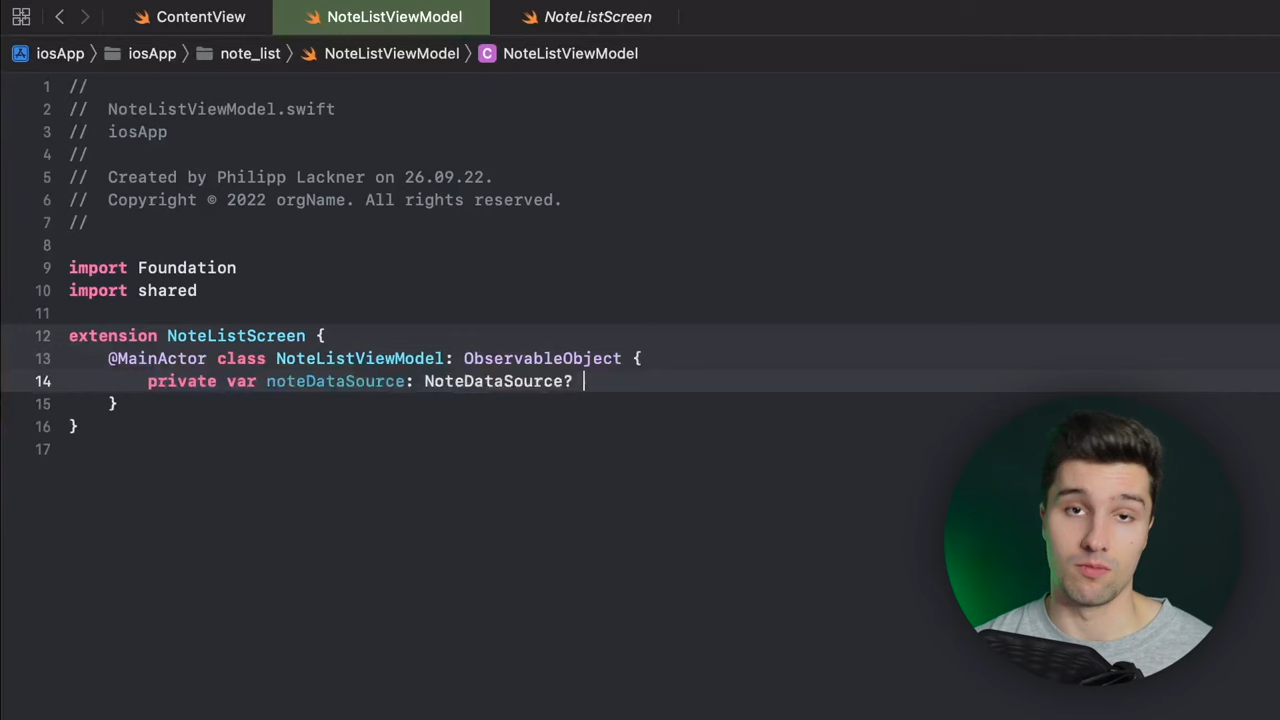 ContentView NoteListViewModel NoteListScreen
iosApp iosApp note_list NoteListViewModel C NoteListViewModel
1 //
2 // NoteListViewModel.swift
3 // iosApp
4 //
5 // Created by Philipp Lackner on 26.09.22.
6 // Copyright © 2022 orgName. All rights reserved.
7 //
8
9 import Foundation
10 import shared
11
12 extension NoteListScreen {
13 @MainActor class NoteListViewModel: ObservableObject {
14 private var noteDataSource: NoteDataSource?
15 }
16 }
17